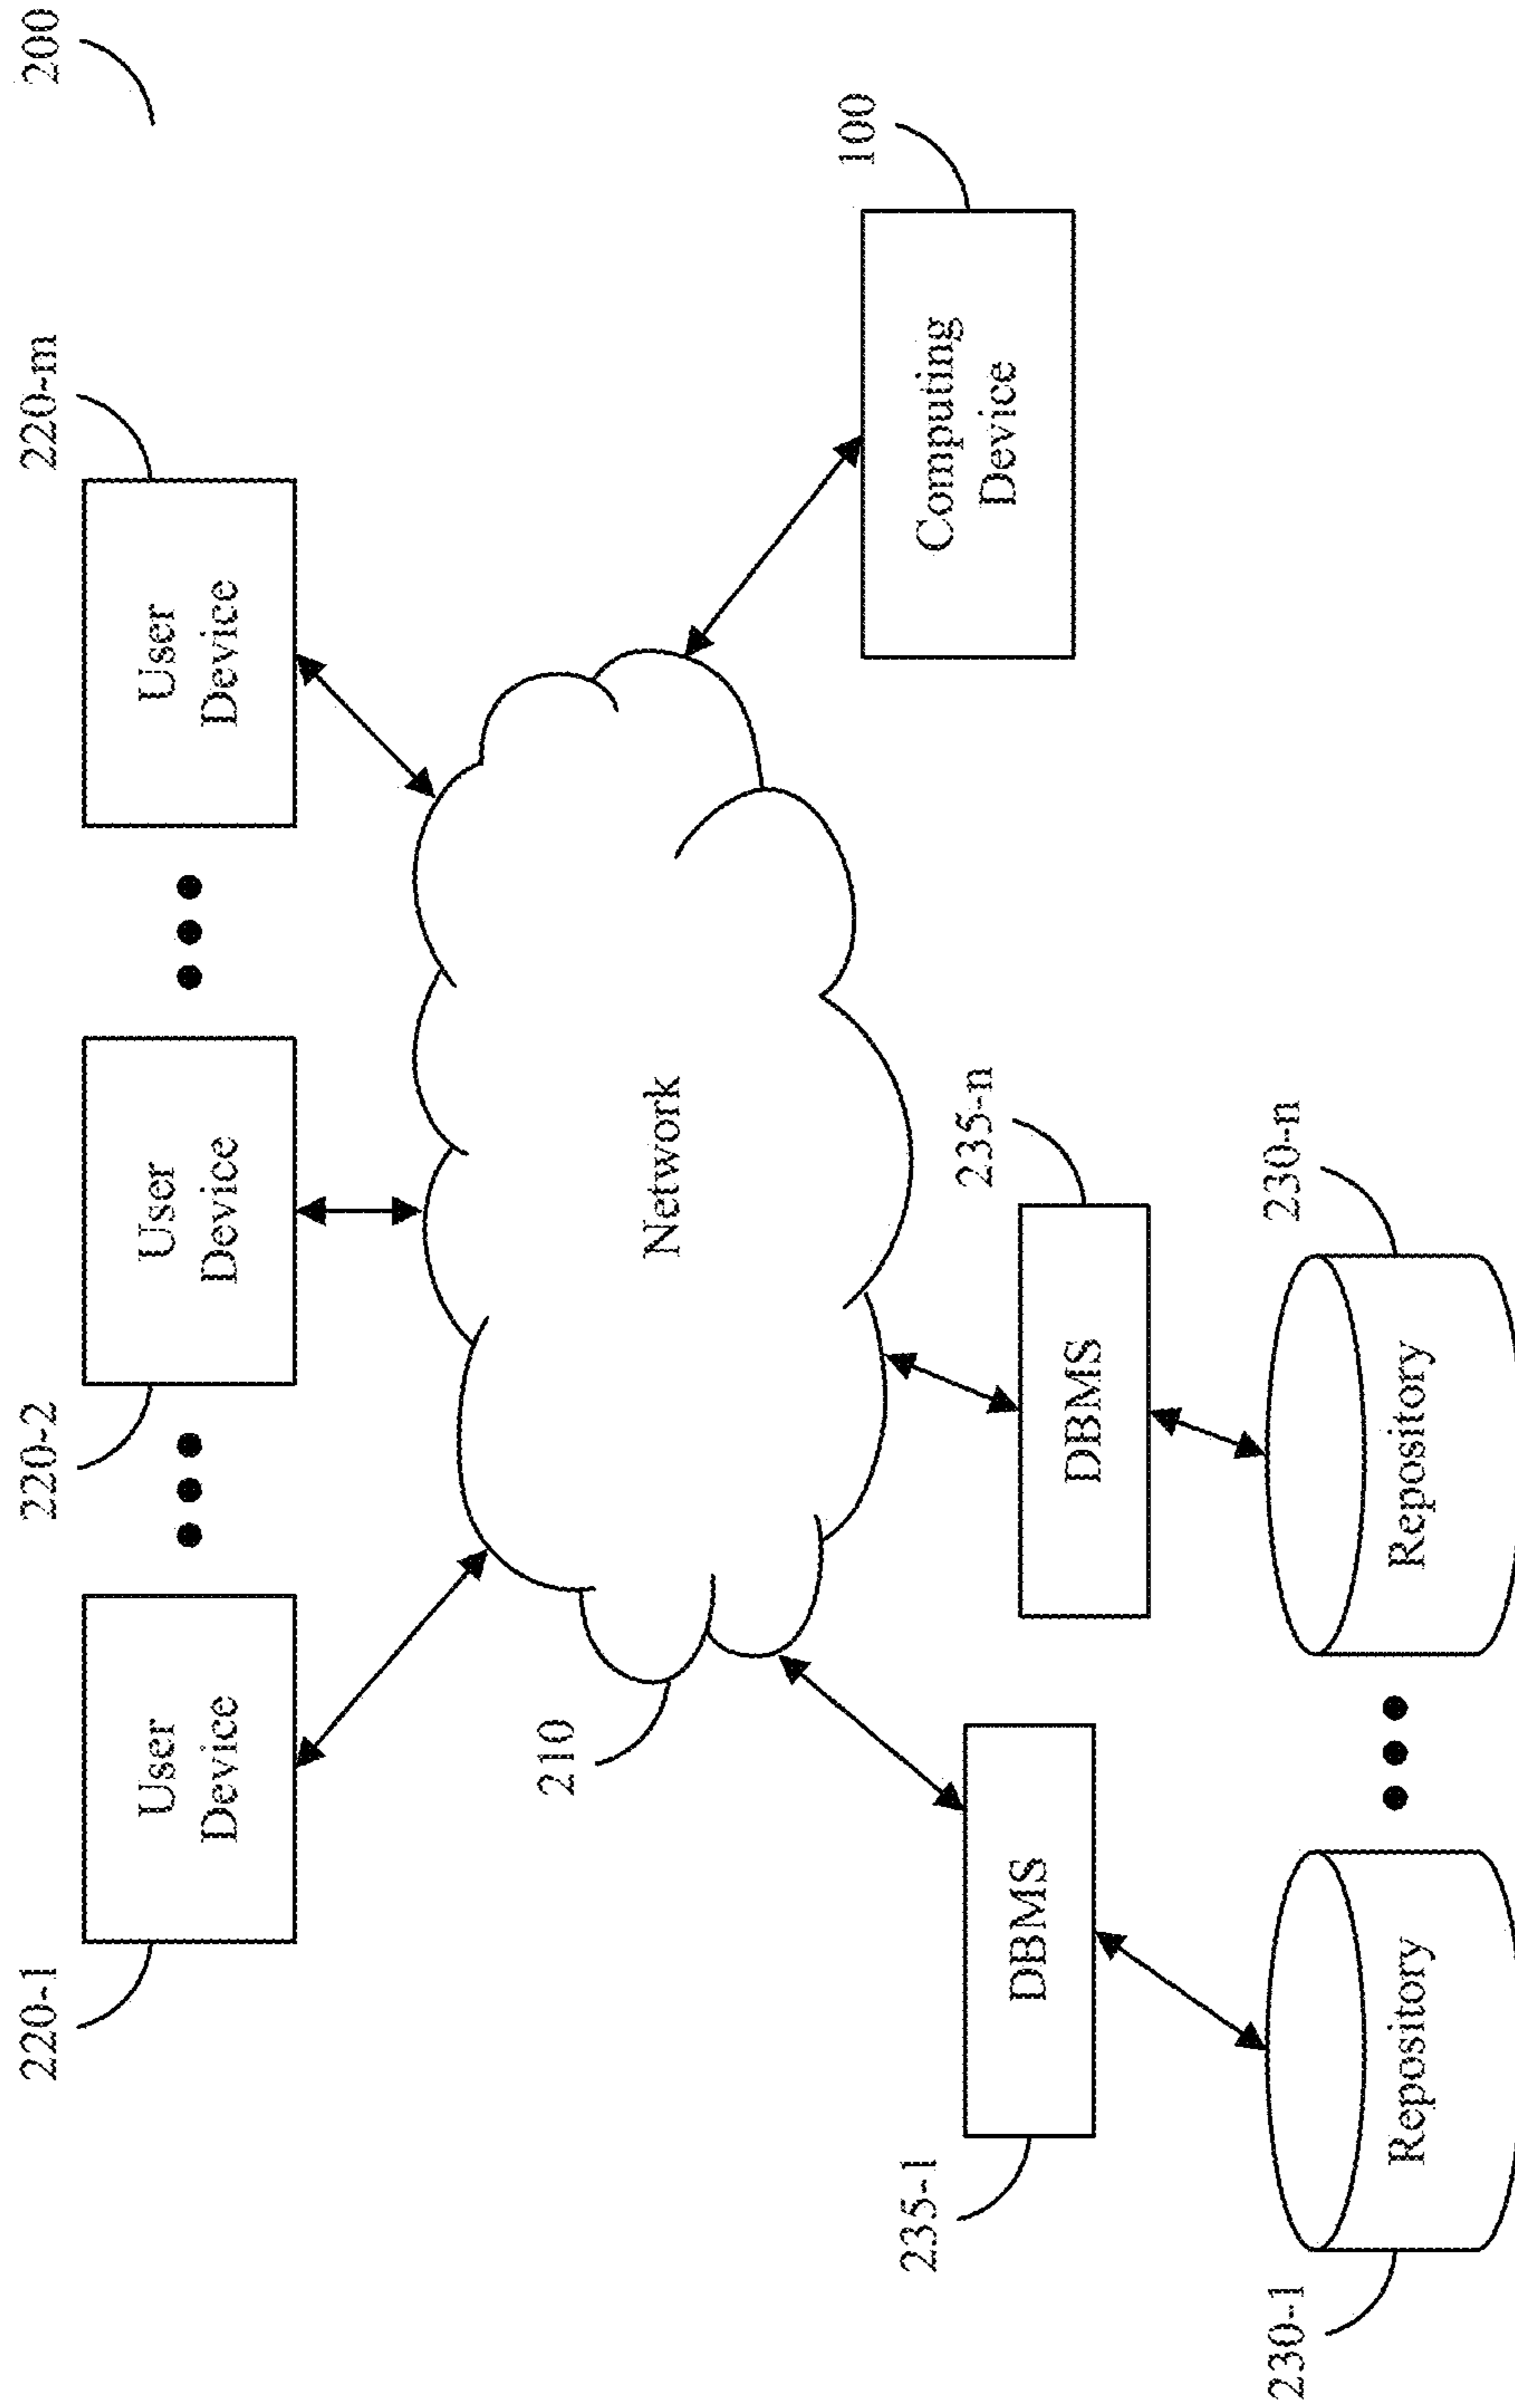 200
220-1
User
Device
220-2
User
Device
220-m
User
Device
210
Network
100
Computing
Device
235-1
DBMS
235-n
DBMS
230-1
Repository
230-n
Repository